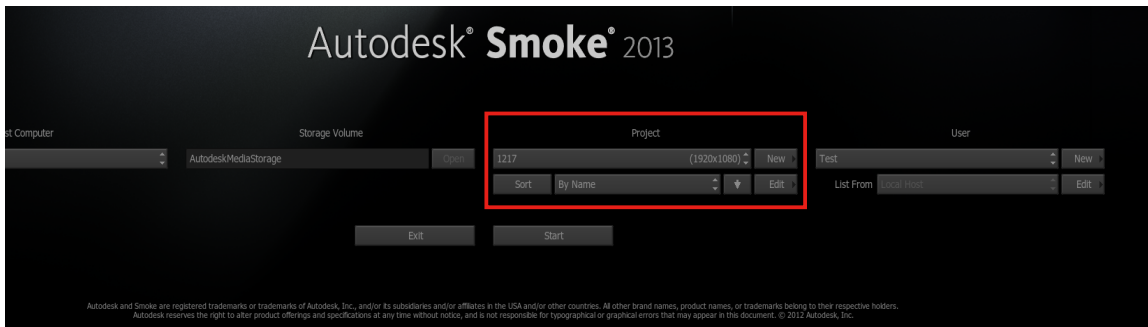 Autodesk® Smoke® 2013
st Computer
Storage Volume
Project
User
AutodeskMediaStorage
Open
1217 (1920x1080)
New
Test
New
Sort
By Name
Edit
List From
Local Host
Edit
Exit
Start
Autodesk and Smoke are registered trademarks or trademarks of Autodesk, Inc., and/or its subsidiaries and/or affiliates in the USA and/or other countries. All other brand names, product names, or trademarks belong to their respective holders.
Autodesk reserves the right to alter product offerings and specifications at any time without notice, and is not responsible for typographical or graphical errors that may appear in this document. © 2012 Autodesk, Inc.